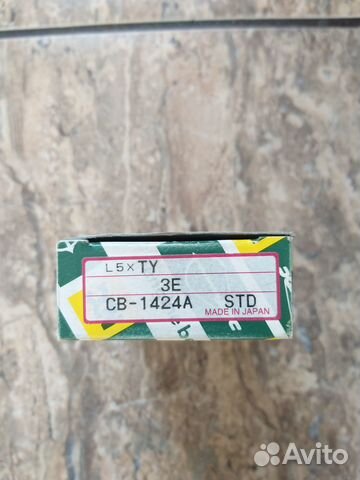 L5×TY
3E
CB-1424A STD
MADE IN JAPAN
Avito